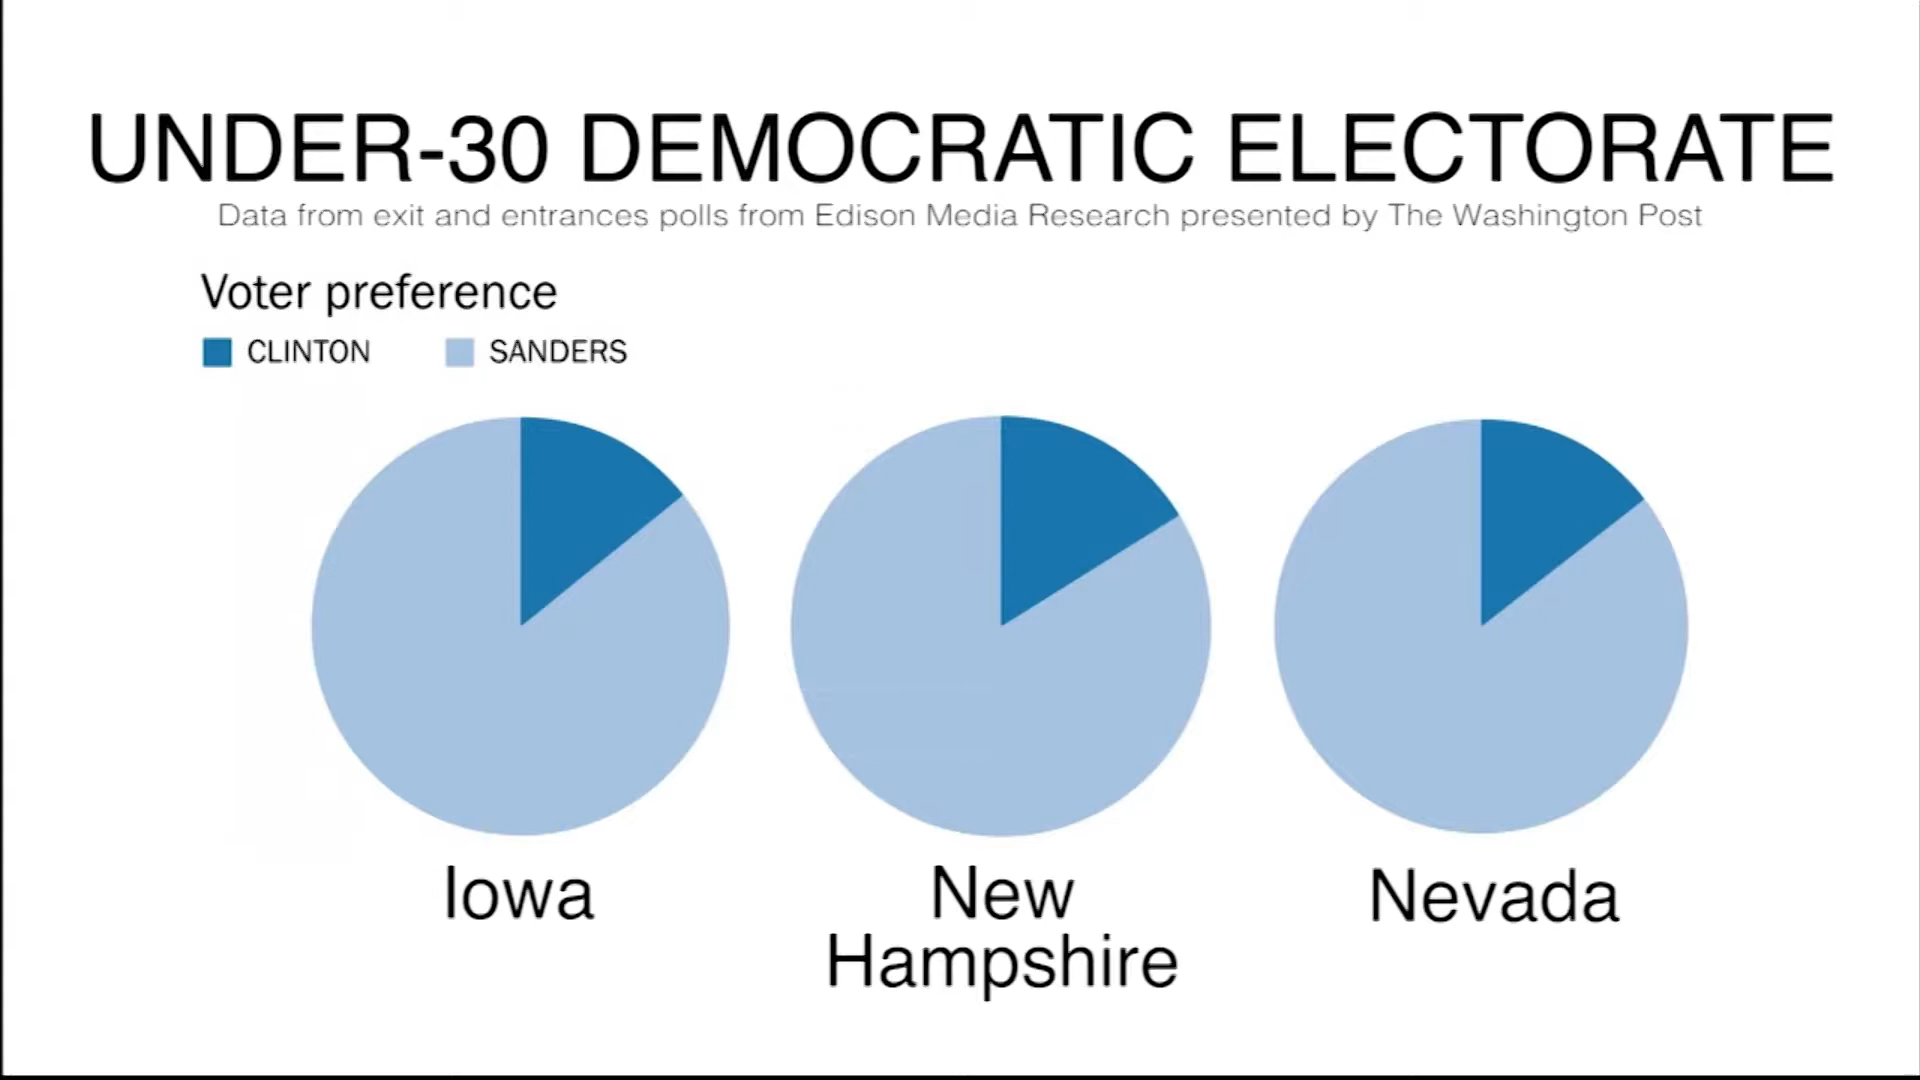 UNDER-30 DEMOCRATIC ELECTORATE
Data from exit and entrances polls from Edison Media Research presented by The Washington Post
Voter preference
CLINTON SANDERS
Iowa
New
Hampshire
Nevada